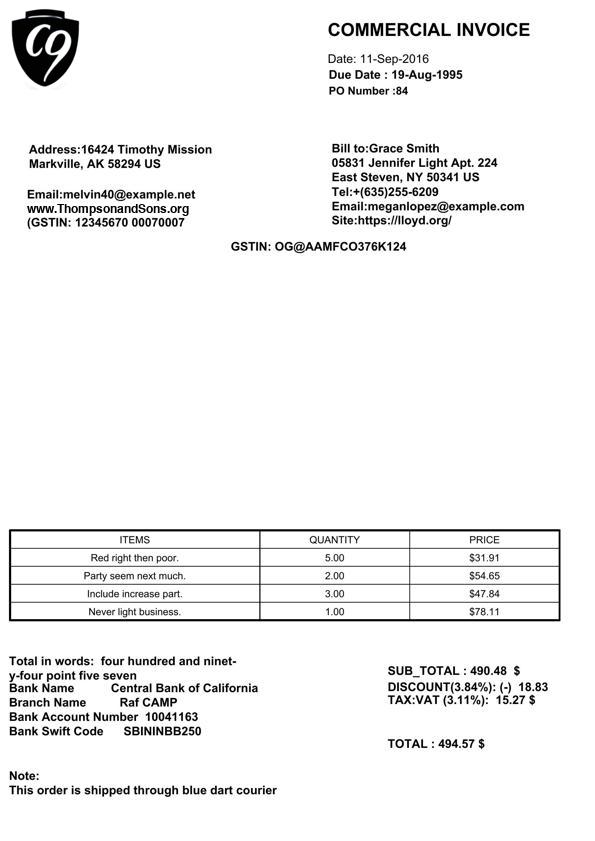 C9
COMMERCIAL INVOICE
Date: 11-Sep-2016
Due Date : 19-Aug-1995
PO Number :84
Address:16424 Timothy Mission
Markville, AK 58294 US
Email:melvin40@example.net
www.ThompsonandSons.org
(GSTIN: 12345670 00070007
Bill to:Grace Smith
05831 Jennifer Light Apt. 224
East Steven, NY 50341 US
Tel:+(635)255-6209
Email:meganlopez@example.com
Site:https://lloyd.org/
GSTIN: OG@AAMFCO376K124
ITEMS QUANTITY PRICE
Red right then poor. 5.00 $31.91
Party seem next much. 2.00 $54.65
Include increase part. 3.00 $47.84
Never light business. 1.00 $78.11
Total in words: four hundred and ninet-
y-four point five seven
Bank Name Central Bank of California
Branch Name Raf CAMP
Bank Account Number 10041163
Bank Swift Code SBININBB250
SUB_TOTAL : 490.48 $
DISCOUNT(3.84%): (-) 18.83
TAX:VAT (3.11%): 15.27 $
TOTAL : 494.57 $
Note:
This order is shipped through blue dart courier